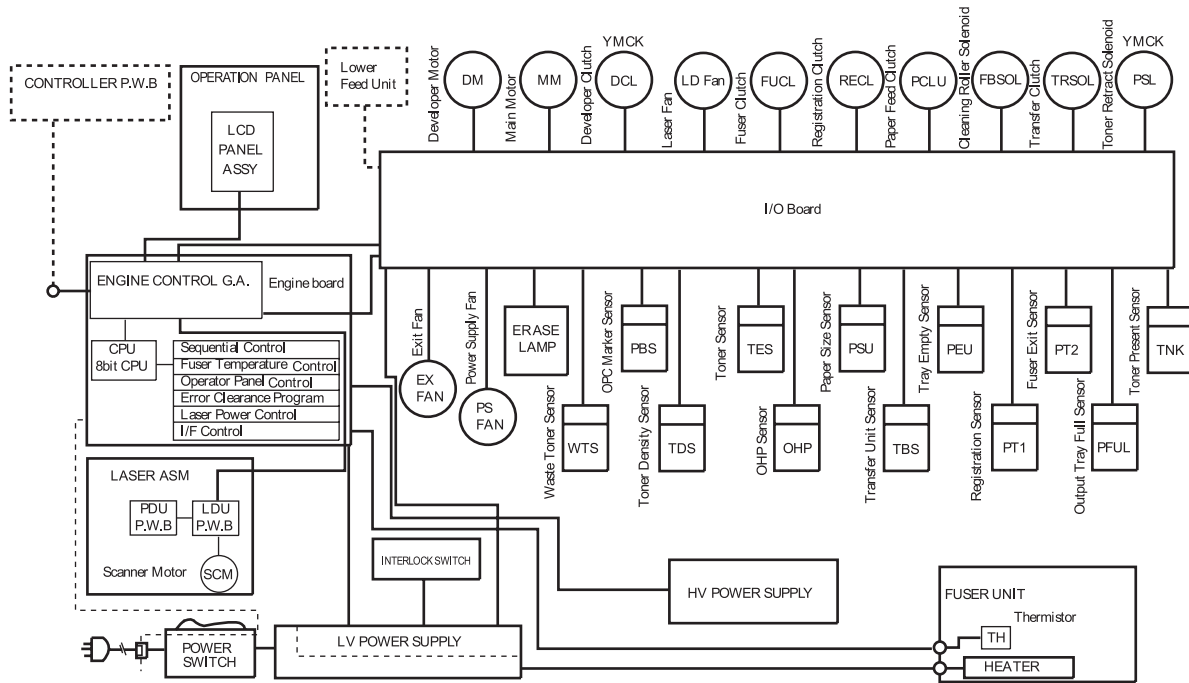 CONTROLLER P.W.B
OPERATION PANEL
LCD
PANEL
ASSY
Lower
Feed Unit
Developer Motor
DM
Main Motor
MM
Developer Clutch
YMCK
DCL
Laser Fan
LD Fan
Fuser Clutch
FUCL
Registration Clutch
RECL
Paper Feed Clutch
PCLU
Cleaning Roller Solenoid
FBSOL
Transfer Clutch
TRSOL
Toner Retract Solenoid
YMCK
PSL
I/O Board
ENGINE CONTROL G.A.
Engine board
CPU
8bit CPU
Sequential Control
Fuser Temperature Control
Operator Panel Control
Error Clearance Program
Laser Power Control
I/F Control
Exit Fan
EX
FAN
Power Supply Fan
PS
FAN
ERASE
LAMP
Waste Toner Sensor
WTS
OPC Marker Sensor
PBS
Toner Density Sensor
TDS
Toner Sensor
TES
OHP Sensor
OHP
Paper Size Sensor
PSU
Transfer Unit Sensor
TBS
Tray Empty Sensor
PEU
Registration Sensor
PT1
Fuser Exit Sensor
PT2
Output Tray Full Sensor
PFUL
Toner Present Sensor
TNK
LASER ASM
PDU
P.W.B
LDU
P.W.B
Scanner Motor
SCM
INTERLOCK SWITCH
HV POWER SUPPLY
FUSER UNIT
Thermistor
TH
HEATER
POWER
SWITCH
LV POWER SUPPLY